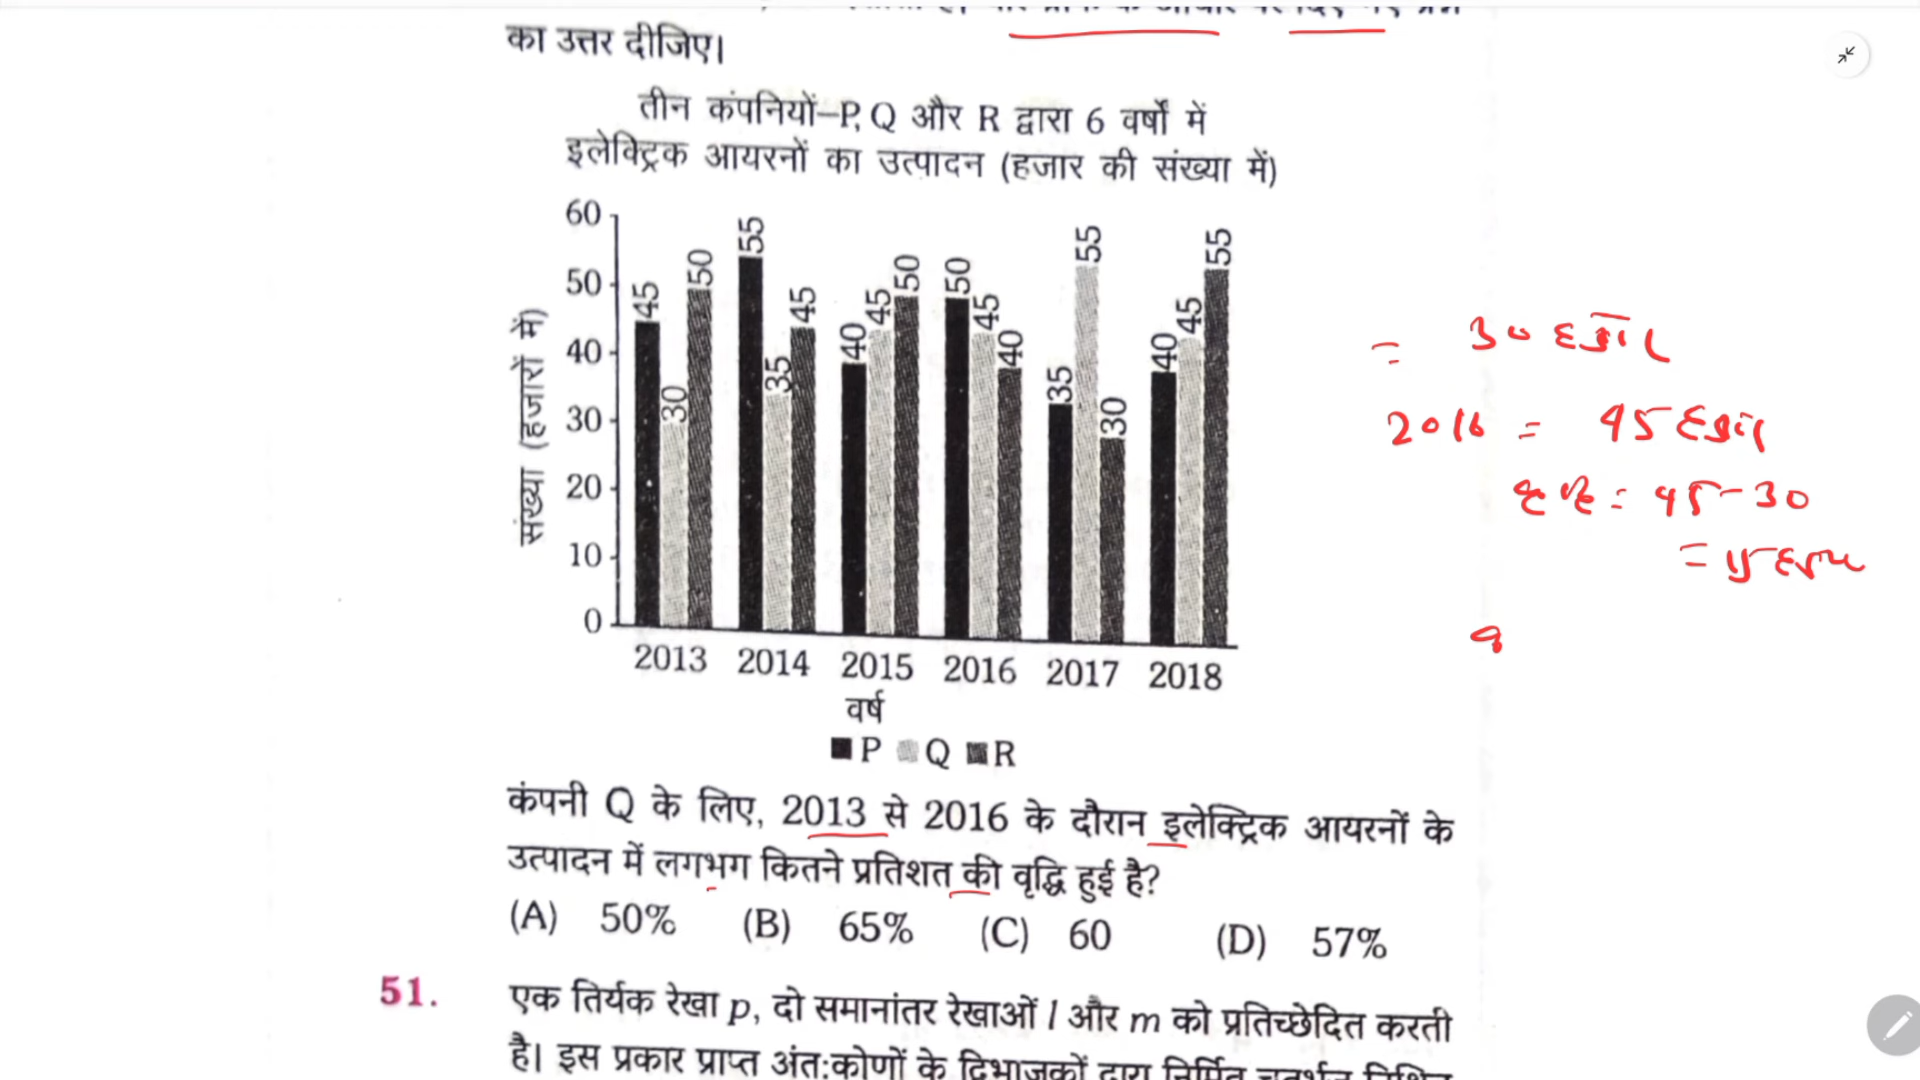 का उत्तर दीजिए।
तीन कंपनियों–P, Q और R द्वारा 6 वर्षों में
इलेक्ट्रिक आयरनों का उत्पादन (हजार की संख्या में)
संख्या (हजारों में)
60
50
40
30
20
10
0
45 30 50
55 35 45
40 45 50
50 45 40
35 55 30
40 45 55
2013 2014 2015 2016 2017 2018
वर्ष
P Q R
= 30 हजार
2016 = 45 हजार
= 45-30
= 15
कंपनी Q के लिए, 2013 से 2016 के दौरान इलेक्ट्रिक आयरनों के
उत्पादन में लगभग कितने प्रतिशत की वृद्धि हुई है?
(A) 50% (B) 65% (C) 60 (D) 57%
51. एक तिर्यक रेखा p, दो समानांतर रेखाओं l और m को प्रतिच्छेदित करती
है। इस प्रकार प्राप्त अंत:कोणों के द्विभाजकों द्वारा निर्मित चतुर्भुज